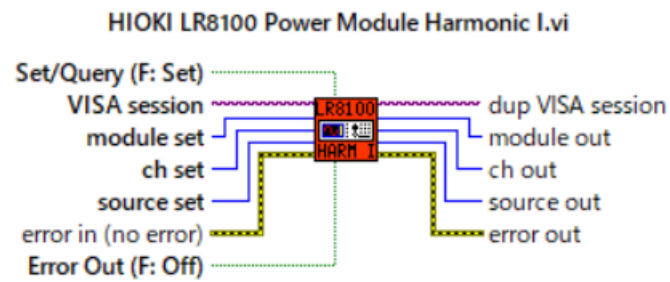 HIOKI LR8100 Power Module Harmonic I.vi
Set/Query (F: Set)
VISA session
LR8100
dup VISA session
module set
module out
ch set
HARM I
ch out
source set
source out
error in (no error)
error out
Error Out (F: Off)